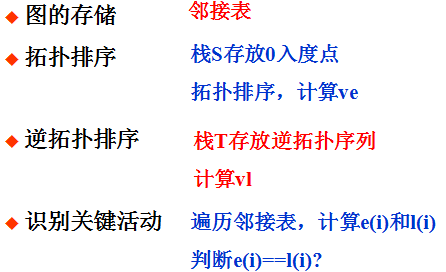 图的存储 邻接表
拓扑排序 栈S存放0入度点
拓扑排序，计算ve
逆拓扑排序 栈T存放逆拓扑序列
计算vl
识别关键活动 遍历邻接表，计算e(i)和l(i)
判断e(i)==l(i)?